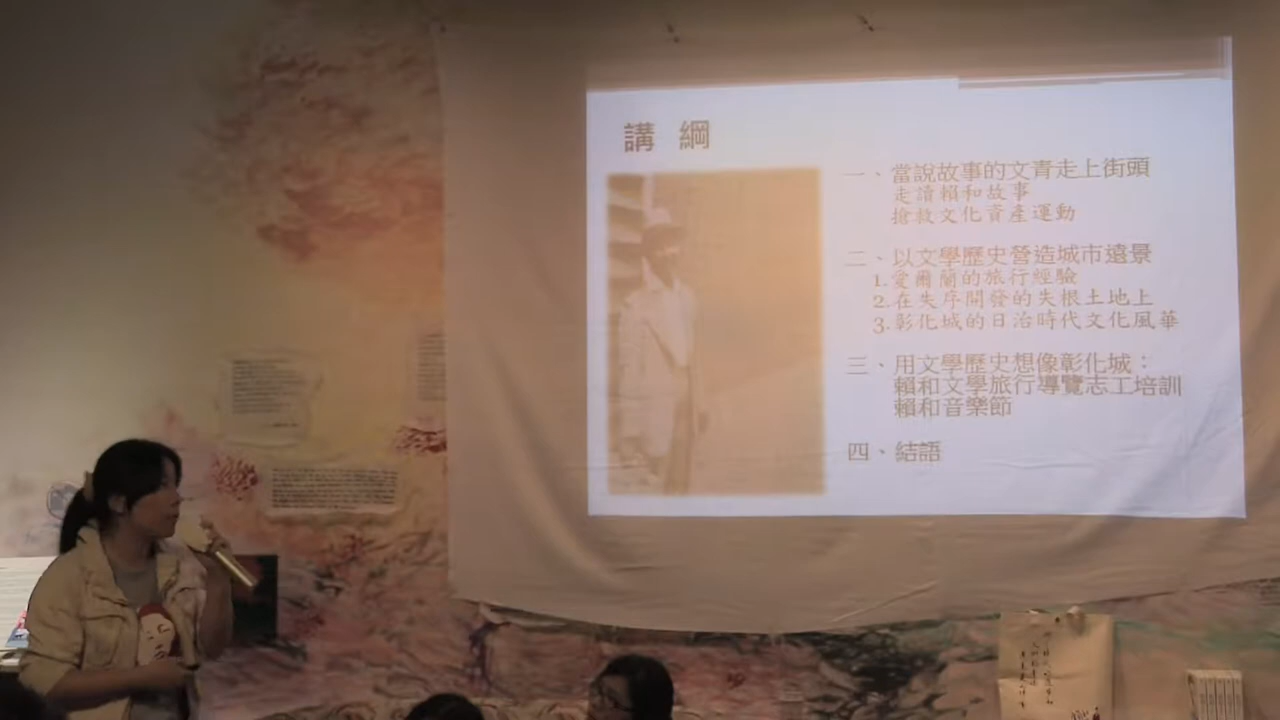 講 綱
一、當說故事的文青走上街頭
走讀賴和故事
搶救文化資產運動
二、以文學歷史營造城市遠景
1.愛爾蘭的旅行經驗
2.在失序開發的失根土地上
3.彰化城的日治時代文化風華
三、用文學歷史想像彰化城：
賴和文學旅行導覽志工培訓
賴和音樂節
四、結語